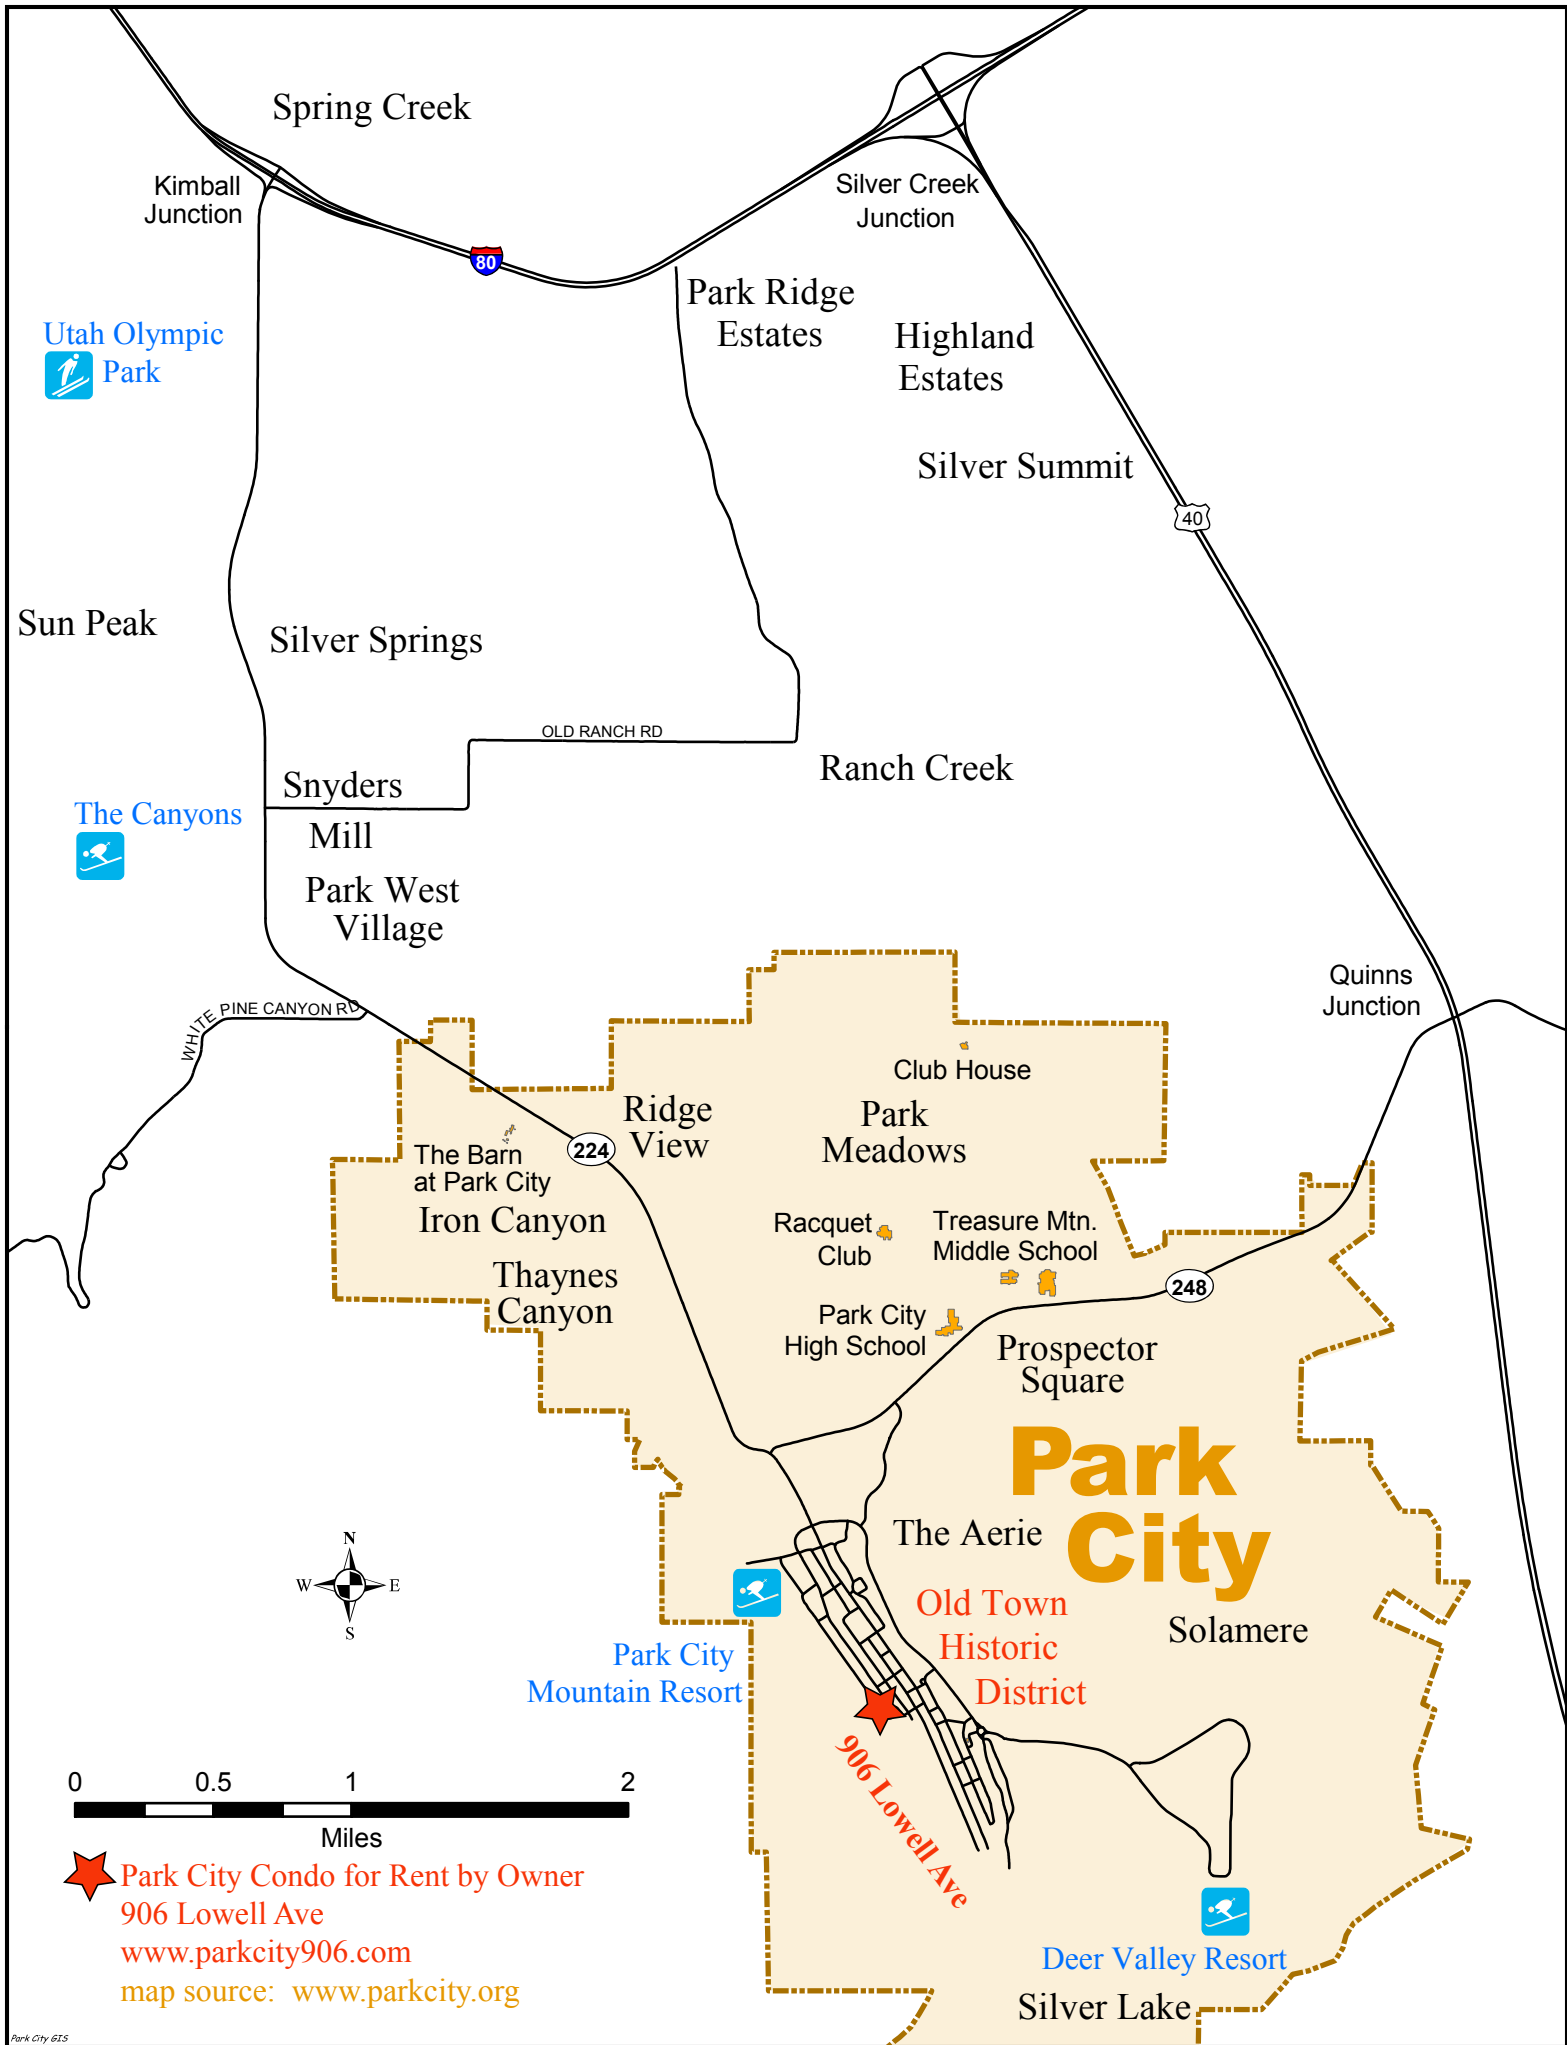 Spring Creek
Kimball
Junction
Silver Creek
Junction
80
Park Ridge
Estates
Utah Olympic
Park
Highland
Estates
Silver Summit
40
Sun Peak
Silver Springs
OLD RANCH RD
Ranch Creek
Snyders
Mill
The Canyons
Park West
Village
Quinns
Junction
WHITE PINE CANYON RD
Club House
Ridge
View
Park
Meadows
224
The Barn
at Park City
Iron Canyon
Racquet
Club
Treasure Mtn.
Middle School
Thaynes
Canyon
248
Park City
High School
Prospector
Square
Park
City
The Aerie
N
W E
S
Old Town
Historic
District
Solamere
Park City
Mountain Resort
906 Lowell Ave
0 0.5 1 2
Miles
Park City Condo for Rent by Owner
906 Lowell Ave
www.parkcity906.com
map source: www.parkcity.org
Deer Valley Resort
Silver Lake
Park City GIS